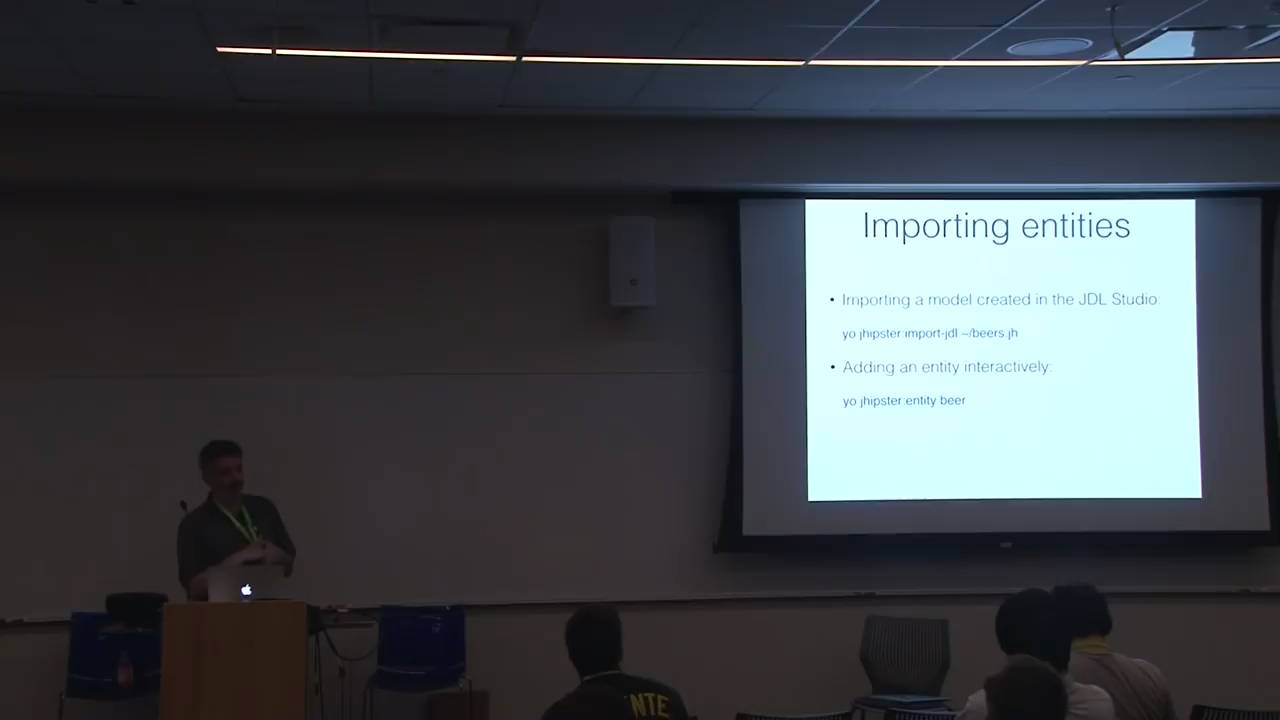 Importing entities
• Importing a model created in the JDL Studio:
yo jhipster:import-jdl ~/beers.jh
• Adding an entity interactively:
yo jhipster:entity beer
NTE